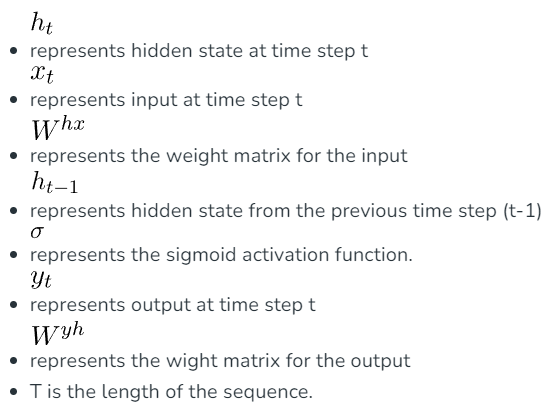 h_t
• represents hidden state at time step t
x_t
• represents input at time step t
W^{hx}
• represents the weight matrix for the input
h_{t−1}
• represents hidden state from the previous time step (t-1)
σ
• represents the sigmoid activation function.
y_t
• represents output at time step t
W^{yh}
• represents the wight matrix for the output
• T is the length of the sequence.